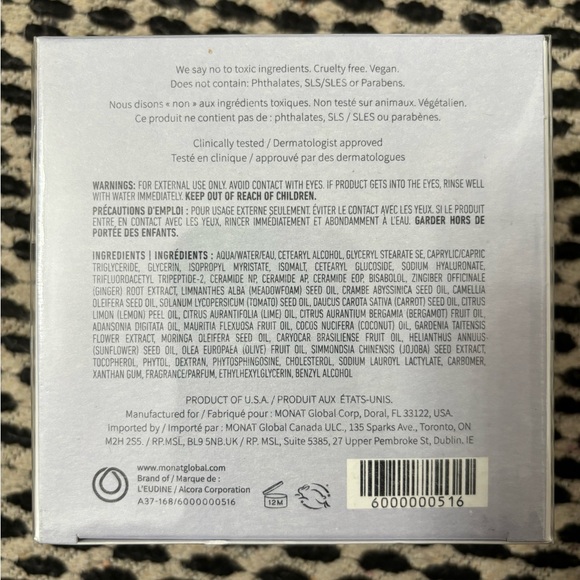 We say no to toxic ingredients. Cruelty free. Vegan.
Does not contain: Phthalates, SLS/SLES or Parabens.
Nous disons « non » aux ingrédients toxiques. Non testé sur animaux. Végétalien.
Ce produit ne contient pas de : phthalates, SLS / SLES ou parabènes.
Clinically tested / Dermatologist approved
Testé en clinique / approuvé par des dermatologues
WARNINGS: FOR EXTERNAL USE ONLY. AVOID CONTACT WITH EYES. IF PRODUCT GETS INTO THE EYES, RINSE WELL
WITH WATER IMMEDIATELY. KEEP OUT OF REACH OF CHILDREN.
PRÉCAUTIONS D'EMPLOI : POUR USAGE EXTERNE SEULEMENT. ÉVITER LE CONTACT AVEC LES YEUX. SI LE PRODUIT
ENTRE, EN CONTACT AVEC LES YEUX, RINCER IMMÉDIATEMENT ET ABONDAMMENT À L'EAU. GARDER HORS DE
PORTÉE DES ENFANTS.
INGREDIENTS | INGRÉDIENTS : AQUA/WATER/EAU, CETEARYL ALCOHOL, GLYCERYL STEARATE SE, CAPRYLIC/CAPRIC
TRIGLYCERIDE, GLYCERIN, ISOPROPYL MYRISTATE, ISOMALT, CETEARYL GLUCOSIDE, SODIUM HYALURONATE,
TRIFLUOROACETYL TRIPEPTIDE-2, CERAMIDE NP, CERAMIDE AP, CERAMIDE EOP, BISABOLOL, ZINGIBER OFFICINALE
(GINGER) ROOT EXTRACT, LIMNANTHES ALBA (MEADOWFOAM) SEED OIL, CRAMBE ABYSSINICA SEED OIL, CAMELLIA
OLEIFERA SEED OIL, SOLANUM LYCOPERSICUM (TOMATO) SEED OIL, DAUCUS CAROTA SATIVA (CARROT) SEED OIL, CITRUS
LIMON (LEMON) PEEL OIL, CITRUS AURANTIFOLIA (LIME) OIL, CITRUS AURANTIUM BERGAMIA (BERGAMOT) FRUIT OIL,
ADANSONIA DIGITATA OIL, MAURITIA FLEXUOSA FRUIT OIL, COCOS NUCIFERA (COCONUT) OIL, GARDENIA TAITENSIS
FLOWER EXTRACT, MORINGA OLEIFERA SEED OIL, CARYOCAR BRASILIENSE FRUIT OIL, HELIANTHUS ANNUUS
(SUNFLOWER) SEED OIL, OLEA EUROPAEA (OLIVE) FRUIT OIL, SIMMONDSIA CHINENSIS (JOJOBA) SEED EXTRACT,
TOCOPHEROL, PHYTOL, DEXTRAN, PHYTOSPHINGOSINE, CHOLESTEROL, SODIUM LAUROYL LACTYLATE, CARBOMER,
XANTHAN GUM, FRAGRANCE/PARFUM, ETHYLHEXYLGLYCERIN, BENZYL ALCOHOL
PRODUCT OF U.S.A. / PRODUIT AUX ÉTATS-UNIS.
Manufactured for / Fabriqué pour : MONAT Global Corp, Doral, FL 33122, USA.
Imported by / Importé par : MONAT Global Canada ULC., 135 Sparks Ave., Toronto, ON
M2H 2S5. / RP.MSL, BL9 5NB.UK / RP. MSL, Suite 5385, 27 Upper Pembroke St, Dublin. IE
www.monatglobal.com
Brand of / Marque de :
L'EUDINE / Alcora Corporation
A37-168/6000000516
12M
6000000516